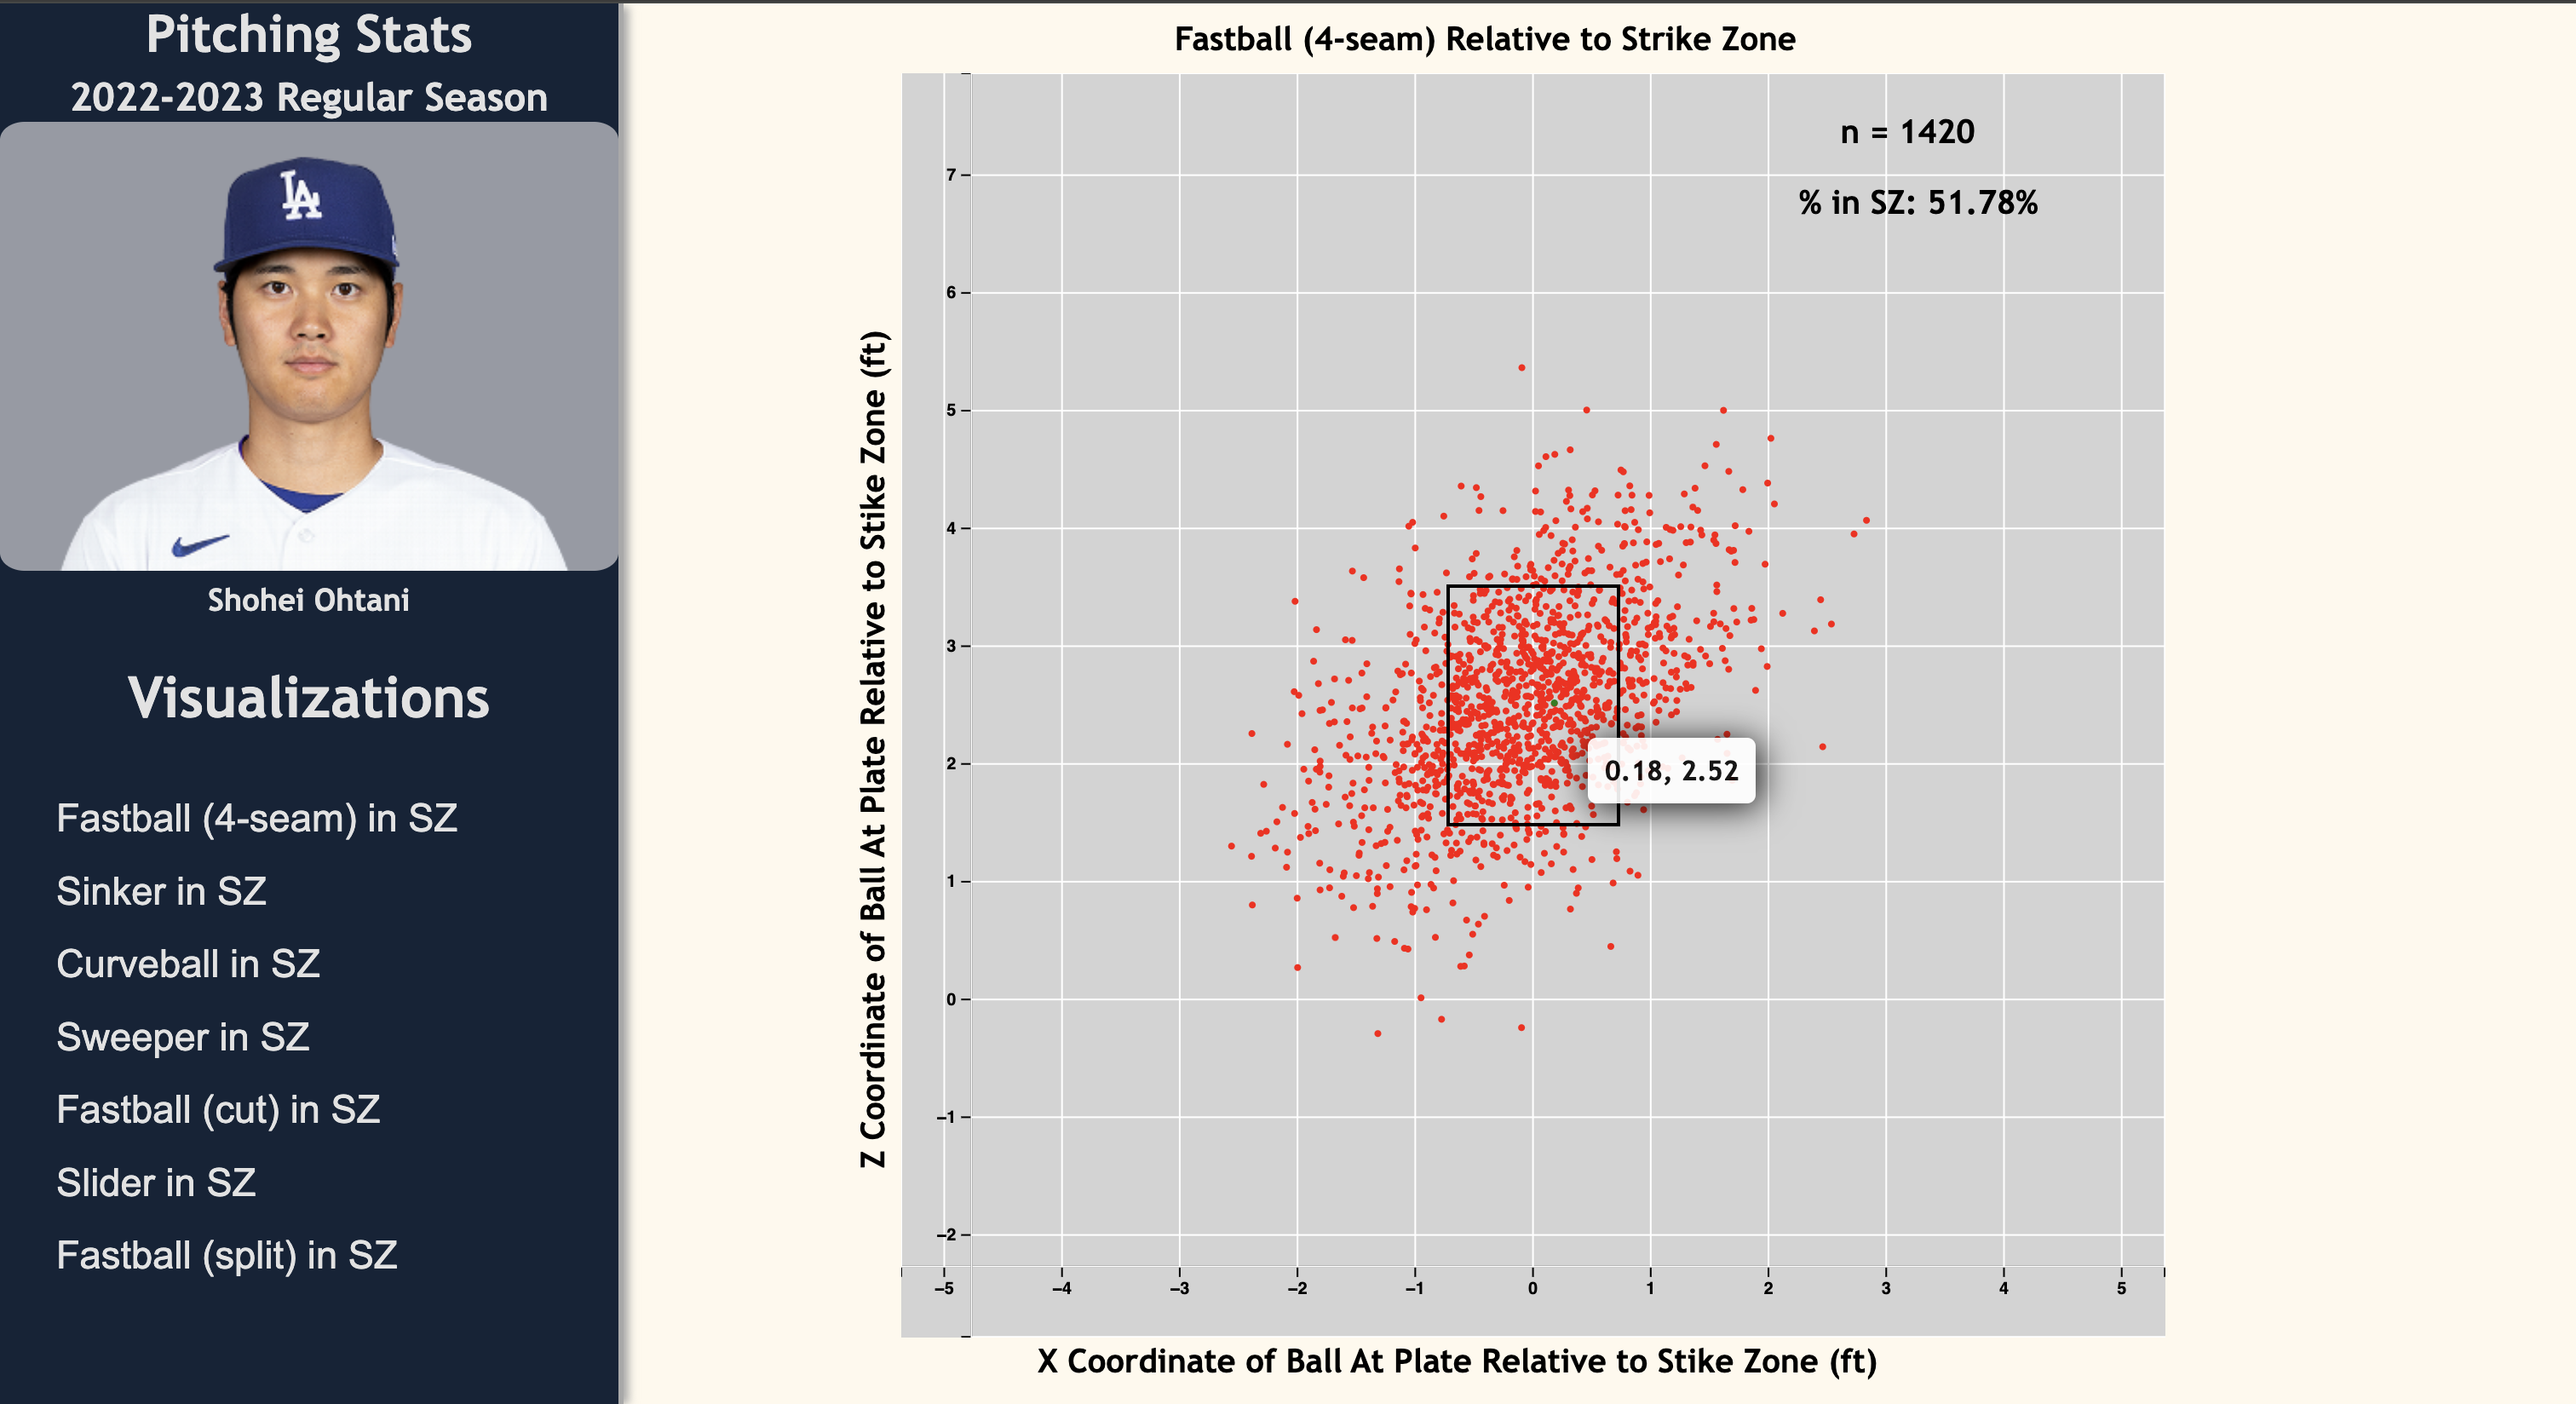 Pitching Stats
2022-2023 Regular Season
LA
Shohei Ohtani
Visualizations
Fastball (4-seam) in SZ
Sinker in SZ
Curveball in SZ
Sweeper in SZ
Fastball (cut) in SZ
Slider in SZ
Fastball (split) in SZ
Fastball (4-seam) Relative to Strike Zone
n = 1420
% in SZ: 51.78%
Z Coordinate of Ball At Plate Relative to Stike Zone (ft)
7
6
5
4
3
2
1
0
−1
−2
0.18, 2.52
−5 −4 −3 −2 −1 0 1 2 3 4 5
X Coordinate of Ball At Plate Relative to Stike Zone (ft)